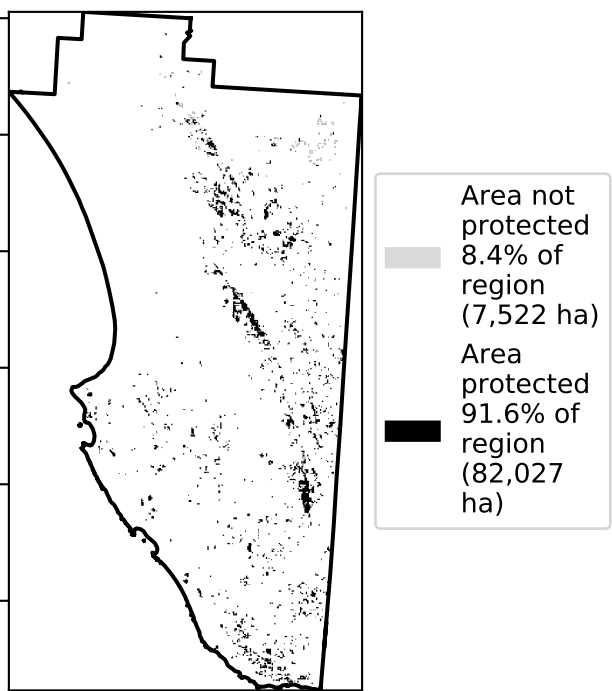 Area not
protected
8.4% of
region
(7,522 ha)
Area
protected
91.6% of
region
(82,027
ha)